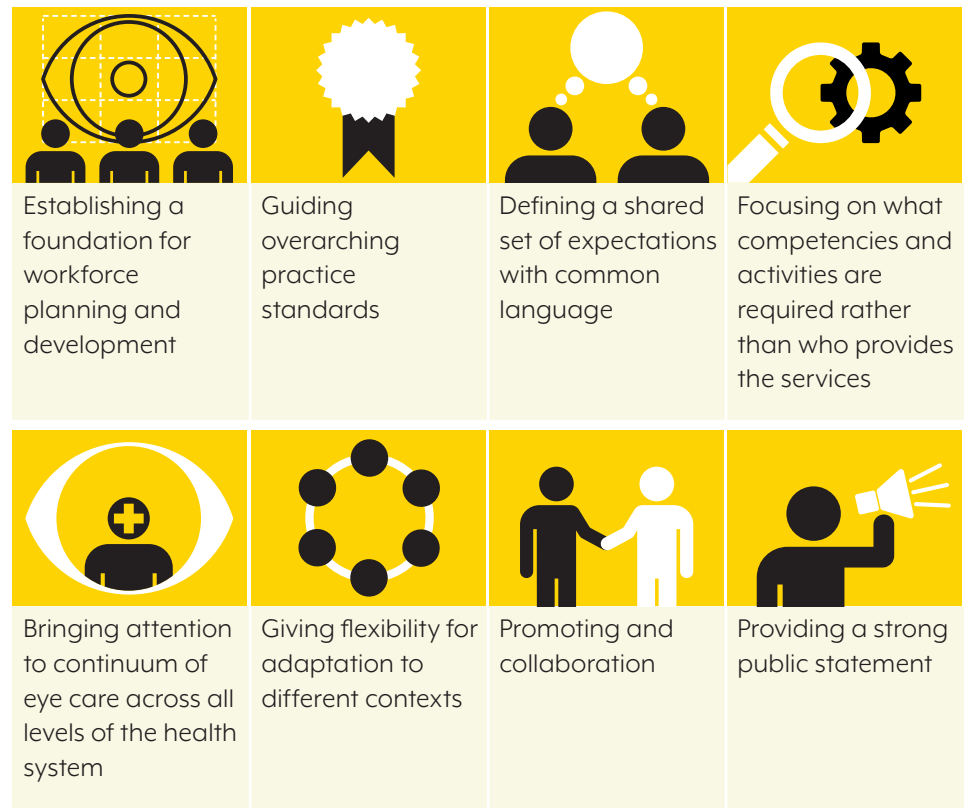 Establishing a
foundation for
workforce
planning and
development
Guiding
overarching
practice
standards
Defining a shared
set of expectations
with common
language
Focusing on what
competencies and
activities are
required rather
than who provides
the services
Bringing attention
to continuum of
eye care across all
levels of the health
system
Giving flexibility for
adaptation to
different contexts
Promoting and
collaboration
Providing a strong
public statement